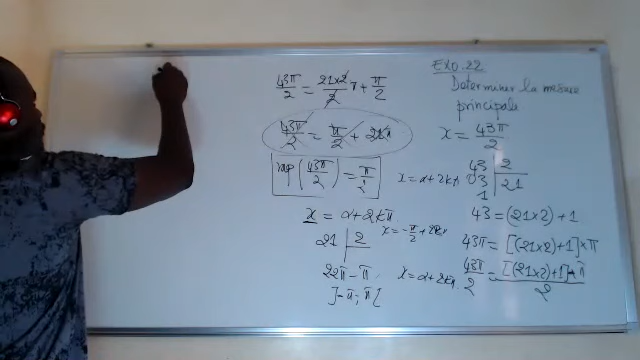 EXO.22
Determiner la mesure
principale
x = 43π/2
43 | 2
03 | 21
1
43 = (21×2) + 1
43π = [(21×2)+1]×π
43π/2 = [(21×2)+1]×π/2
43π/2 = 21×2/2 π + π/2
43π/2 = π/2 + 21π
mp(43π/2) = π/2
x = α + 2kπ
x = α + 2kπ.
21 | 2
x = -π/2 + 22π
22π - π
x = α + 2kπ.
]-π; π[